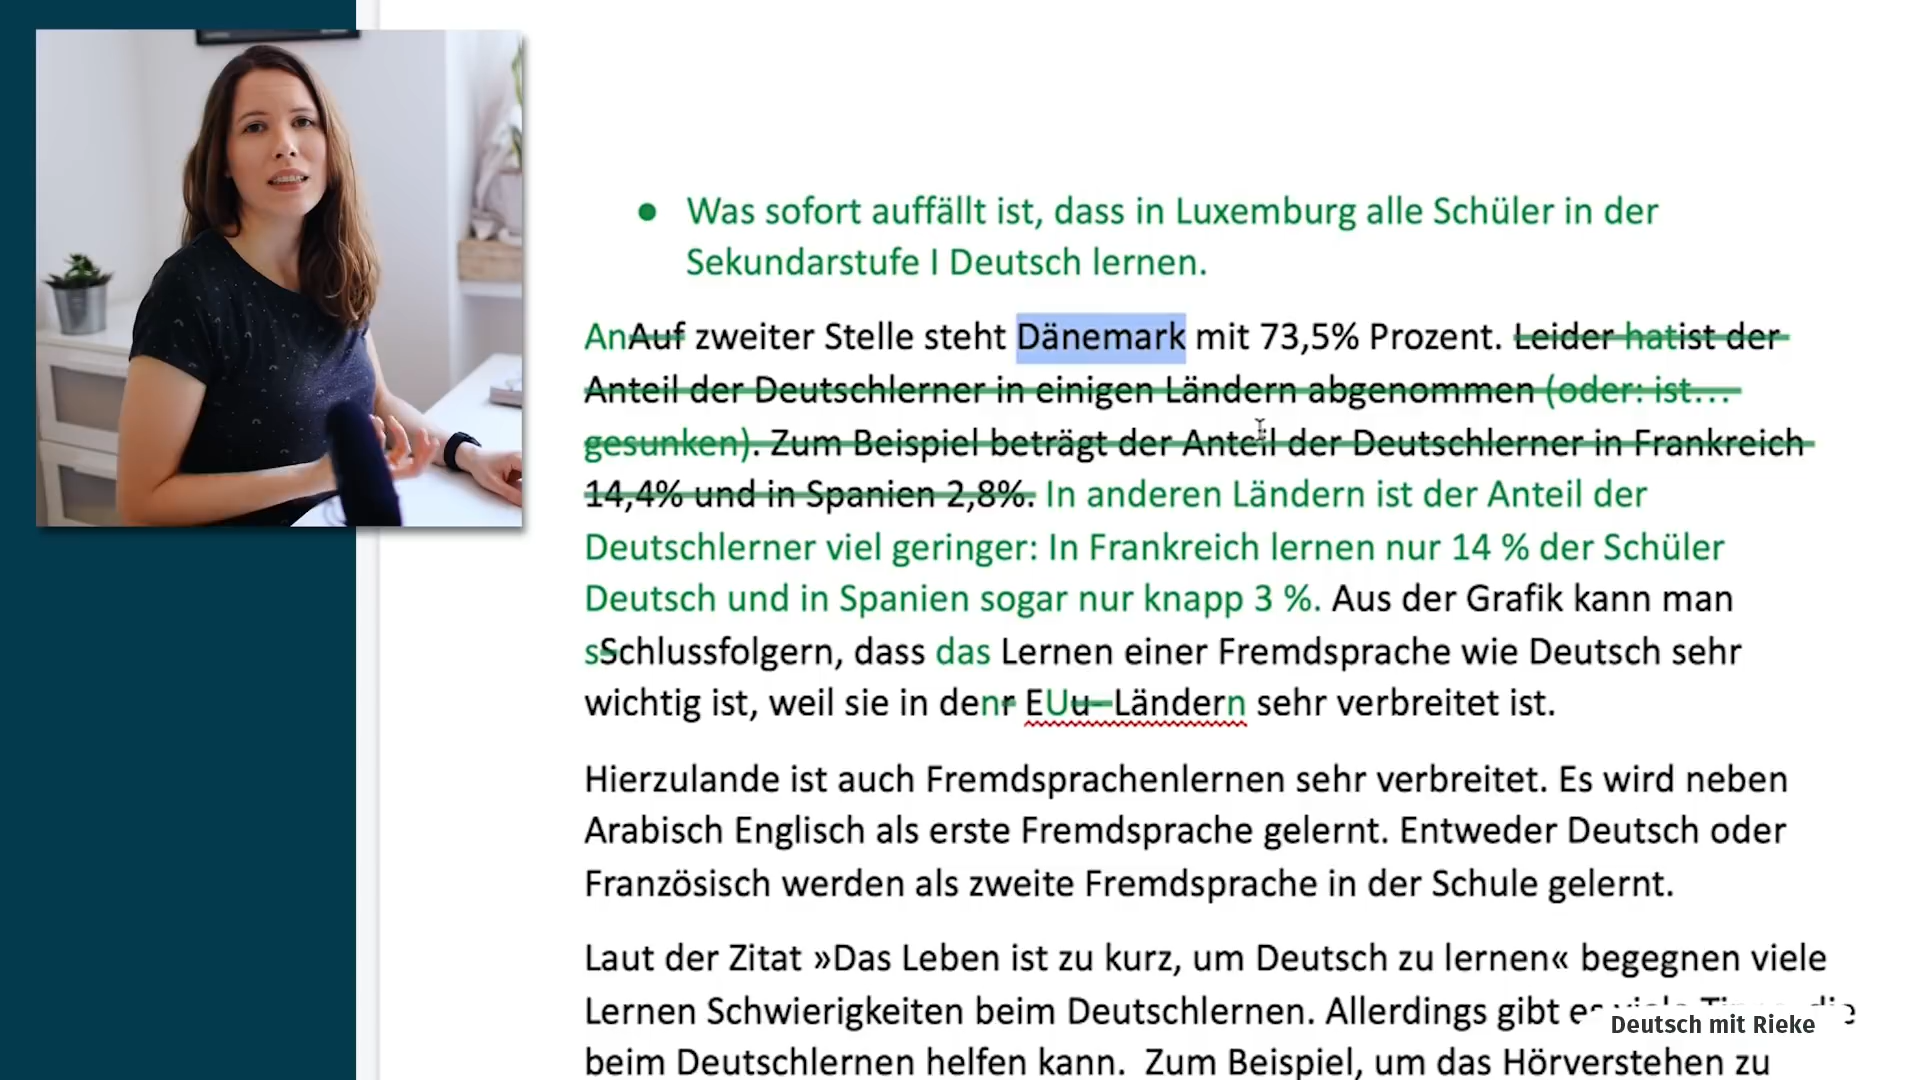 ● Was sofort auffällt ist, dass in Luxemburg alle Schüler in der
Sekundarstufe I Deutsch lernen.
AnAuf zweiter Stelle steht Dänemark mit 73,5% Prozent. Leider hatist der
Anteil der Deutschlerner in einigen Ländern abgenommen (oder: ist…
gesunken). Zum Beispiel beträgt der Anteil der Deutschlerner in Frankreich
14,4% und in Spanien 2,8%. In anderen Ländern ist der Anteil der
Deutschlerner viel geringer: In Frankreich lernen nur 14 % der Schüler
Deutsch und in Spanien sogar nur knapp 3 %. Aus der Grafik kann man
sSchlussfolgern, dass das Lernen einer Fremdsprache wie Deutsch sehr
wichtig ist, weil sie in denr EUu-Ländern sehr verbreitet ist.
Hierzulande ist auch Fremdsprachenlernen sehr verbreitet. Es wird neben
Arabisch Englisch als erste Fremdsprache gelernt. Entweder Deutsch oder
Französisch werden als zweite Fremdsprache in der Schule gelernt.
Laut der Zitat »Das Leben ist zu kurz, um Deutsch zu lernen« begegnen viele
Lernen Schwierigkeiten beim Deutschlernen. Allerdings gibt es
beim Deutschlernen helfen kann. Zum Beispiel, um das Hörverstehen zu
Deutsch mit Rieke